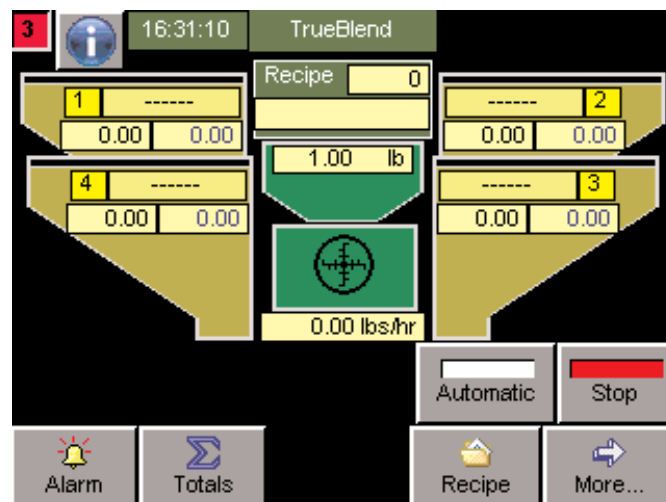 3
16:31:10
TrueBlend
Recipe 0
1 ------
0.00 0.00
------ 2
0.00 0.00
1.00 lb
4 ------
0.00 0.00
------ 3
0.00 0.00
0.00 lbs/hr
Automatic
Stop
Alarm
Totals
Recipe
More...